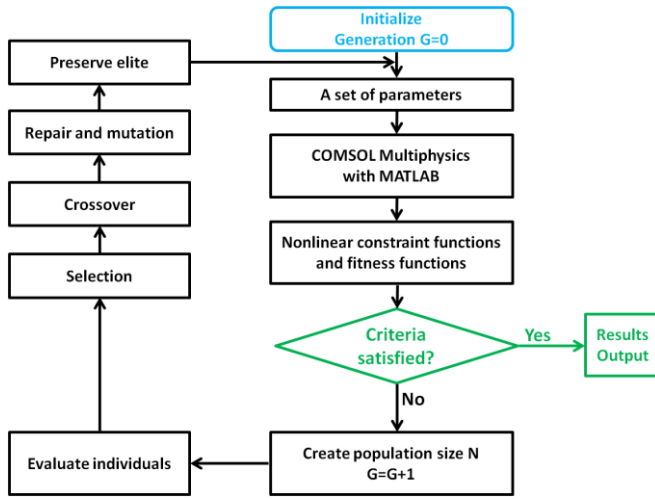 Initialize
Generation G=0
Preserve elite
A set of parameters
Repair and mutation
COMSOL Multiphysics
with MATLAB
Crossover
Nonlinear constraint functions
and fitness functions
Selection
Criteria
satisfied?
Yes
Results
Output
No
Evaluate individuals
Create population size N
G=G+1